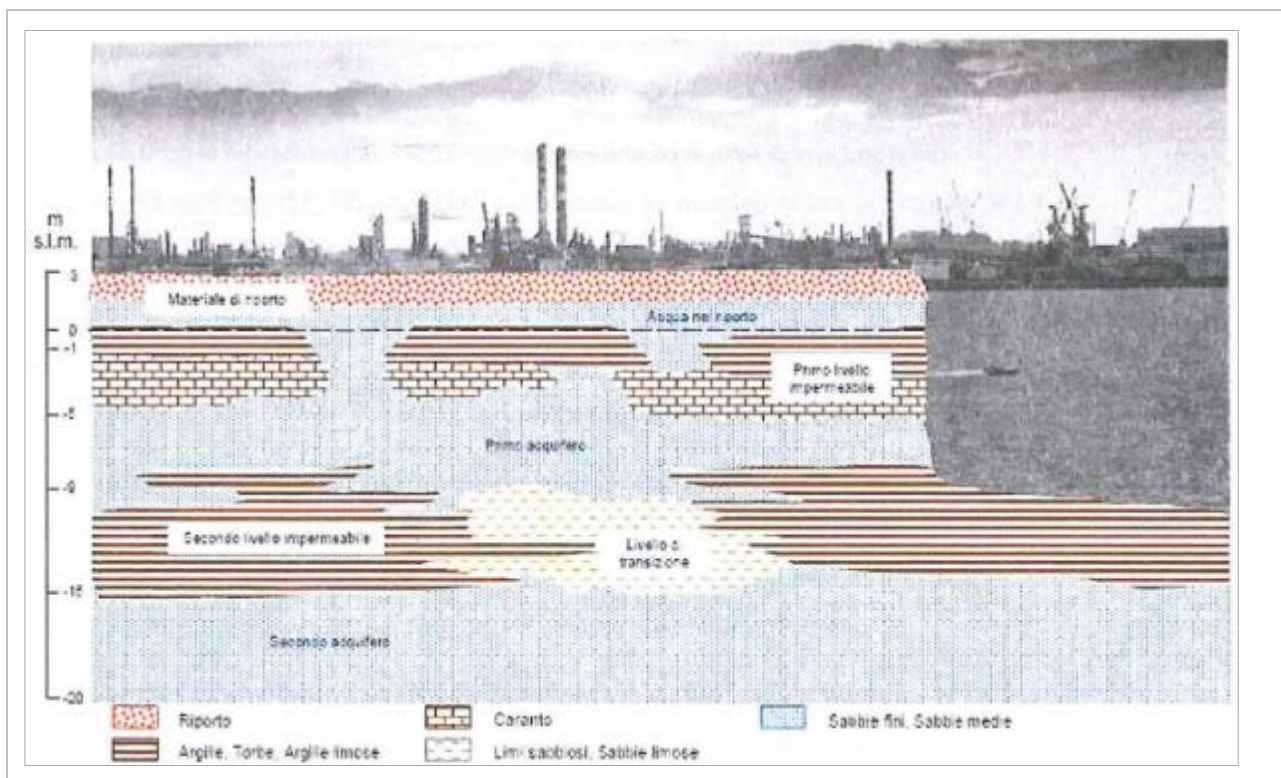 m
s.l.m.
3
Materiale di riporto
Acqua nel riporto
0
-1
Primo livello
impermeabile
-5
Primo acquifero
-9
Secondo livello impermeabile
Livello di
transizione
-15
Secondo acquifero
-20
Riporto
Caranto
Sabbie fini, Sabbie medie
Argille, Torbe, Argille limose
Limi sabbiosi, Sabbie limose